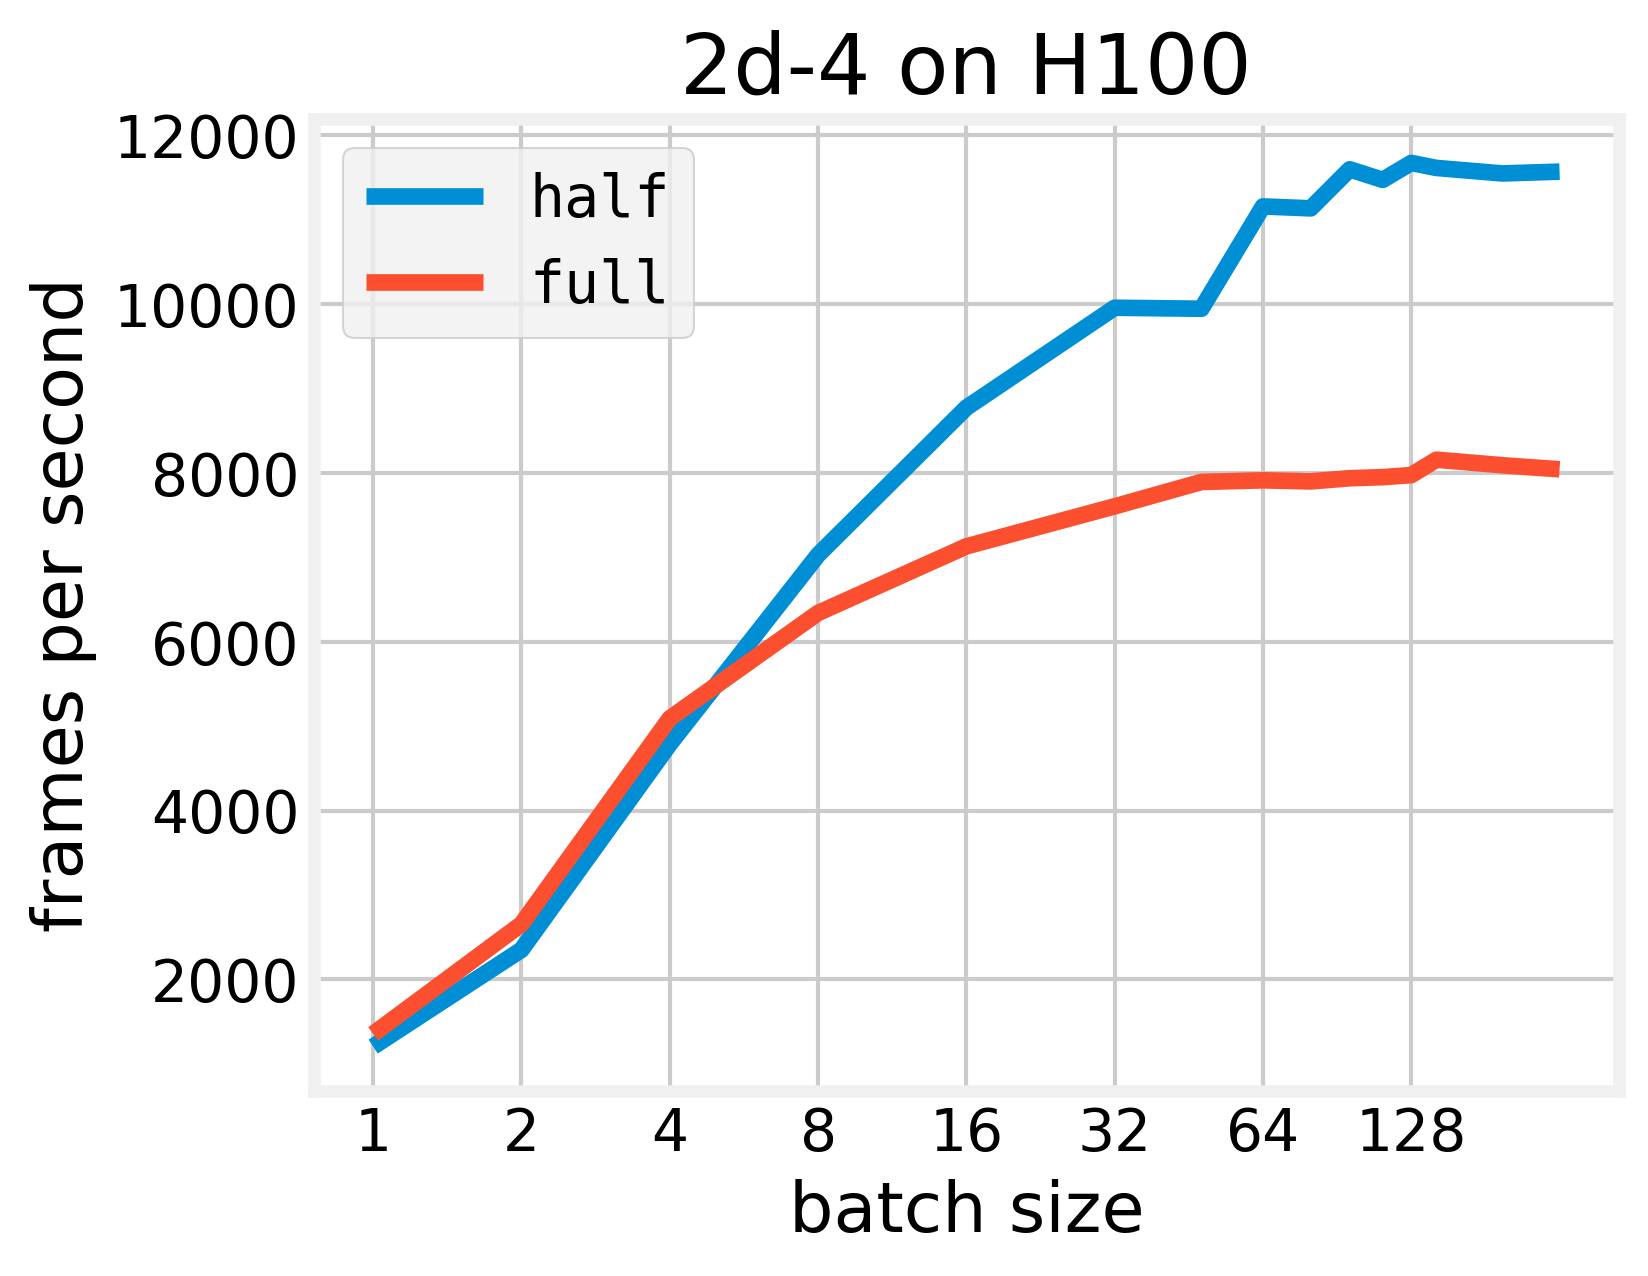 2d-4 on H100
12000
10000
8000
6000
4000
2000
frames per second
half
full
1 2 4 8 16 32 64 128
batch size